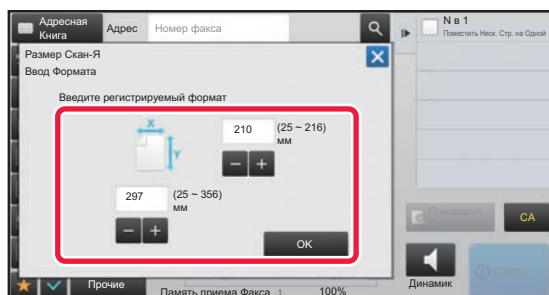 Адресная
Книга
Адрес
Номер факса
N в 1
Поместить Неск. Стр. на Одной
Размер Скан-Я
Ввод Формата
Введите регистрируемый формат
X
Y
210
(25 ~ 216)
мм
297
(25 ~ 356)
мм
OK
CA
Прочие
Память приема Факса : 100%
Динамик
Старт